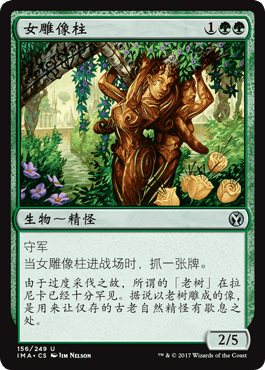 女雕像柱 1
生物～精怪
守军
当女雕像柱进战场时，抓一张牌。
由于过度采伐之故，所谓的「老树」在拉
尼卡已经十分罕见。据说以老树雕成的像，
是用来让仅存的古老自然精怪有歇息之
处。
2/5
156/249 U
IMA • CS JIM NELSON
™ & © 2017 Wizards of the Coast